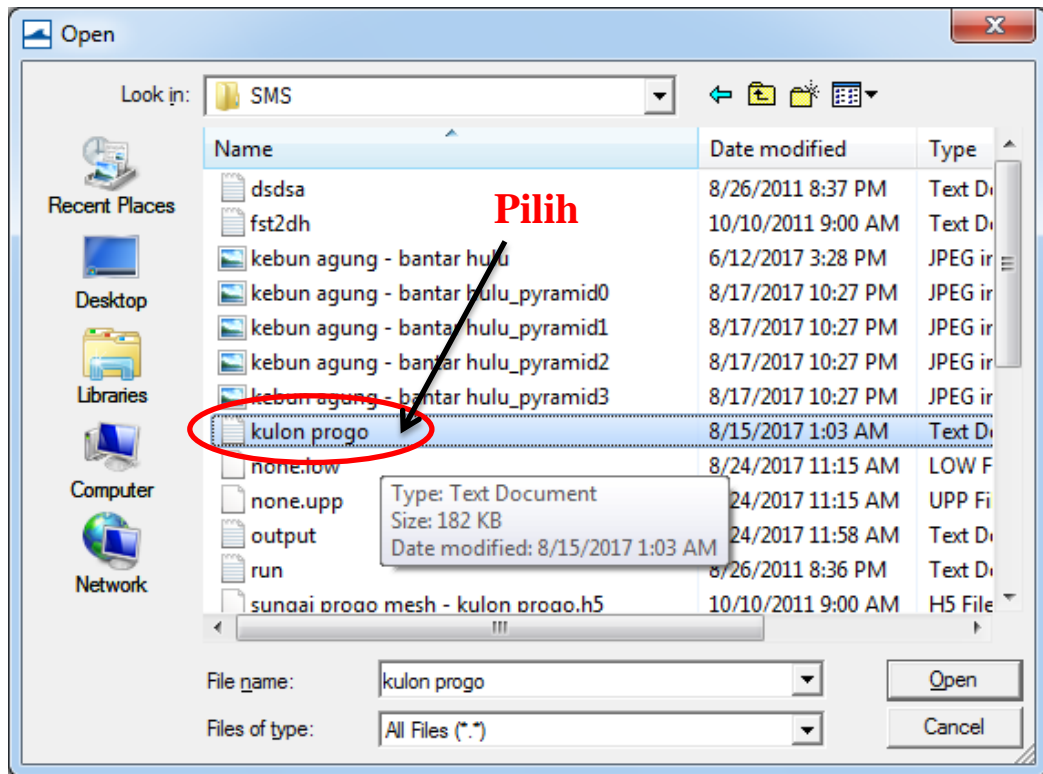 Open
Look in: SMS
Name Date modified Type
dsdsa 8/26/2011 8:37 PM Text D
Pilih
fst2dh 10/10/2011 9:00 AM Text D
kebun agung - bantar hulu 6/12/2017 3:28 PM JPEG ir
kebun agung - bantar hulu_pyramid0 8/17/2017 10:27 PM JPEG ir
kebun agung - bantar hulu_pyramid1 8/17/2017 10:27 PM JPEG ir
kebun agung - bantar hulu_pyramid2 8/17/2017 10:27 PM JPEG ir
kebun agung - bantar hulu_pyramid3 8/17/2017 10:27 PM JPEG ir
kulon progo 8/15/2017 1:03 AM Text D
none.low 8/24/2017 11:15 AM LOW F
none.upp 24/2017 11:15 AM UPP Fi
output 24/2017 11:58 AM Text D
run 8/26/2011 8:36 PM Text D
sungai progo mesh - kulon progo.h5 10/10/2011 9:00 AM H5 File
Type: Text Document
Size: 182 KB
Date modified: 8/15/2017 1:03 AM
Recent Places
Desktop
Libraries
Computer
Network
File name: kulon progo Open
Files of type: All Files (*.*) Cancel